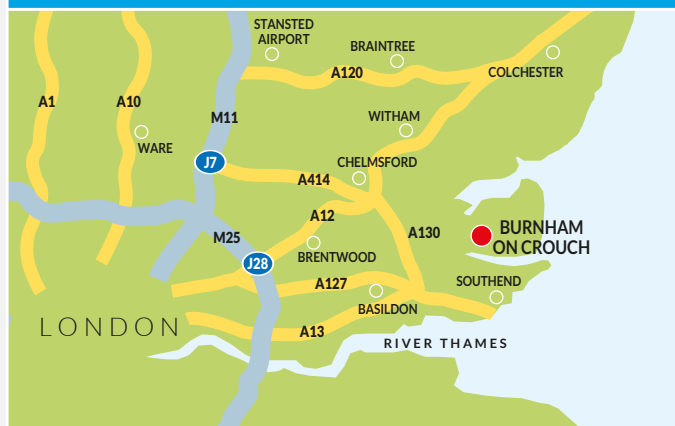 STANSTED
AIRPORT
BRAINTREE
COLCHESTER
A120
A1
A10
M11
WITHAM
WARE
J7
CHELMSFORD
A414
A12
M25
A130
BURNHAM
ON CROUCH
BRENTWOOD
J28
A127
SOUTHEND
BASILDON
LONDON
A13
RIVER THAMES